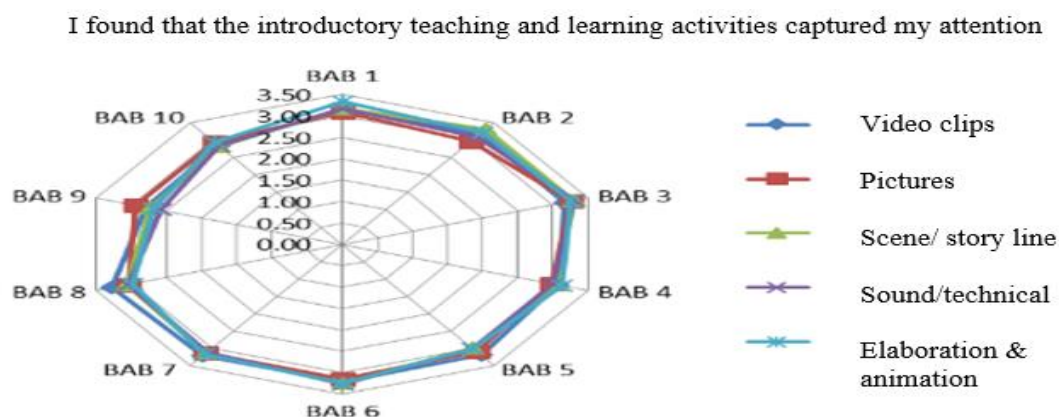 I found that the introductory teaching and learning activities captured my attention
BAB 1
3.50
3.00
2.50
2.00
1.50
1.00
0.50
0.00
BAB 2
BAB 3
BAB 4
BAB 5
BAB 6
BAB 7
BAB 8
BAB 9
BAB 10
Video clips
Pictures
Scene/ story line
Sound/technical
Elaboration &
animation